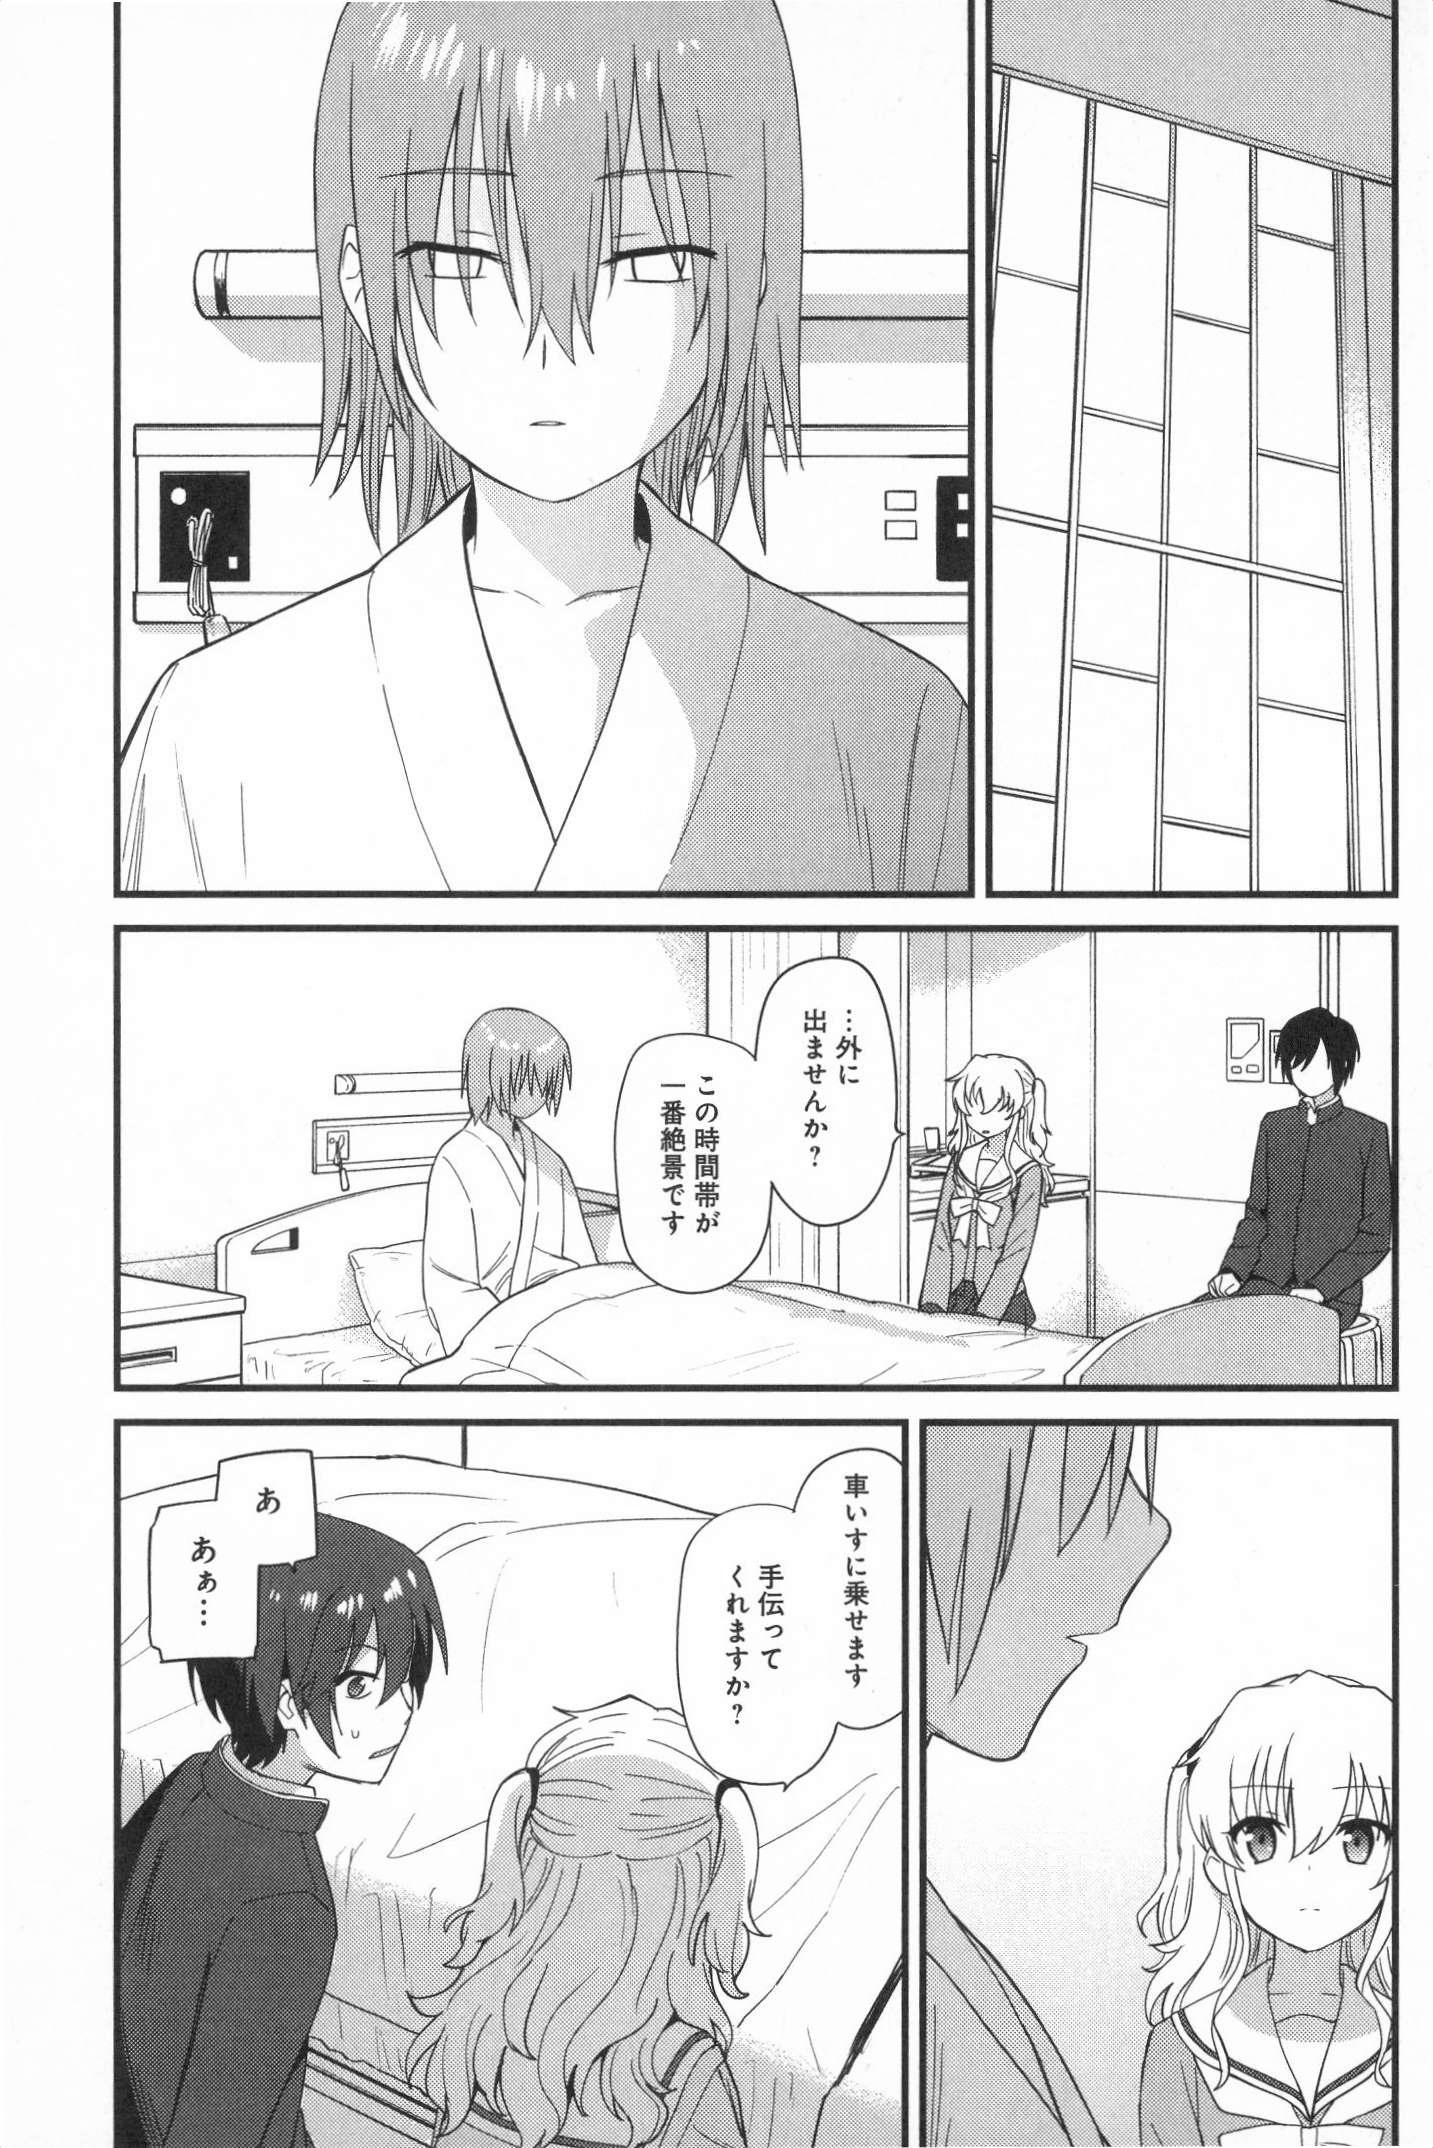 …外に
出ませんか？
この時間帯が
一番絶景です
車いすに乗せます
手伝って
くれますか？
あ
あぁ…